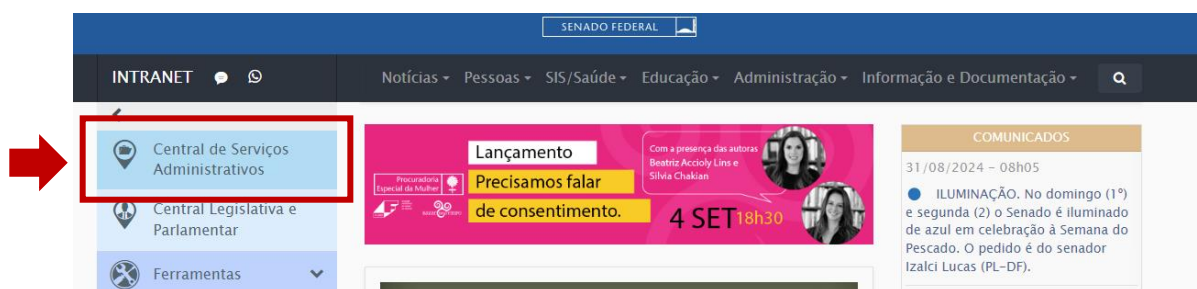 SENADO FEDERAL
INTRANET
Notícias
Pessoas
SIS/Saúde
Educação
Administração
Informação e Documentação
Central de Serviços
Administrativos
Central Legislativa e
Parlamentar
Ferramentas
Procuradoria
Especial da Mulher
Lançamento
Precisamos falar
de consentimento.
Com a presença das autoras
Beatriz Accioly Lins e
Silvia Chakian
4 SET 18h30
COMUNICADOS
31/08/2024 – 08h05
ILUMINAÇÃO. No domingo (1º)
e segunda (2) o Senado é iluminado
de azul em celebração à Semana do
Pescado. O pedido é do senador
Izalci Lucas (PL-DF).